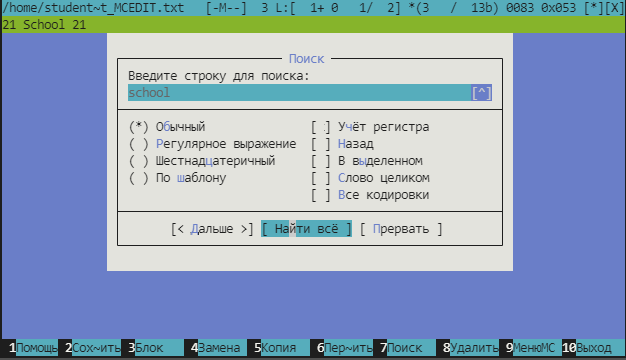 /home/student~t_MCEDIT.txt [-M--] 3 L:[ 1+ 0 1/ 2] *(3 / 13b) 0083 0x053 [*][X]
21 School 21
Поиск
Введите строку для поиска:
school [^]
(*) Обычный [ ] Учёт регистра
( ) Регулярное выражение [ ] Назад
( ) Шестнадцатеричный [ ] В выделенном
( ) По шаблону [ ] Слово целиком
[ ] Все кодировки
[< Дальше >] [ Найти всё ] [ Прервать ]
1Помощь 2Сох~ить 3Блок 4Замена 5Копия 6Пер~ить 7Поиск 8Удалить 9МенюMC 10Выход